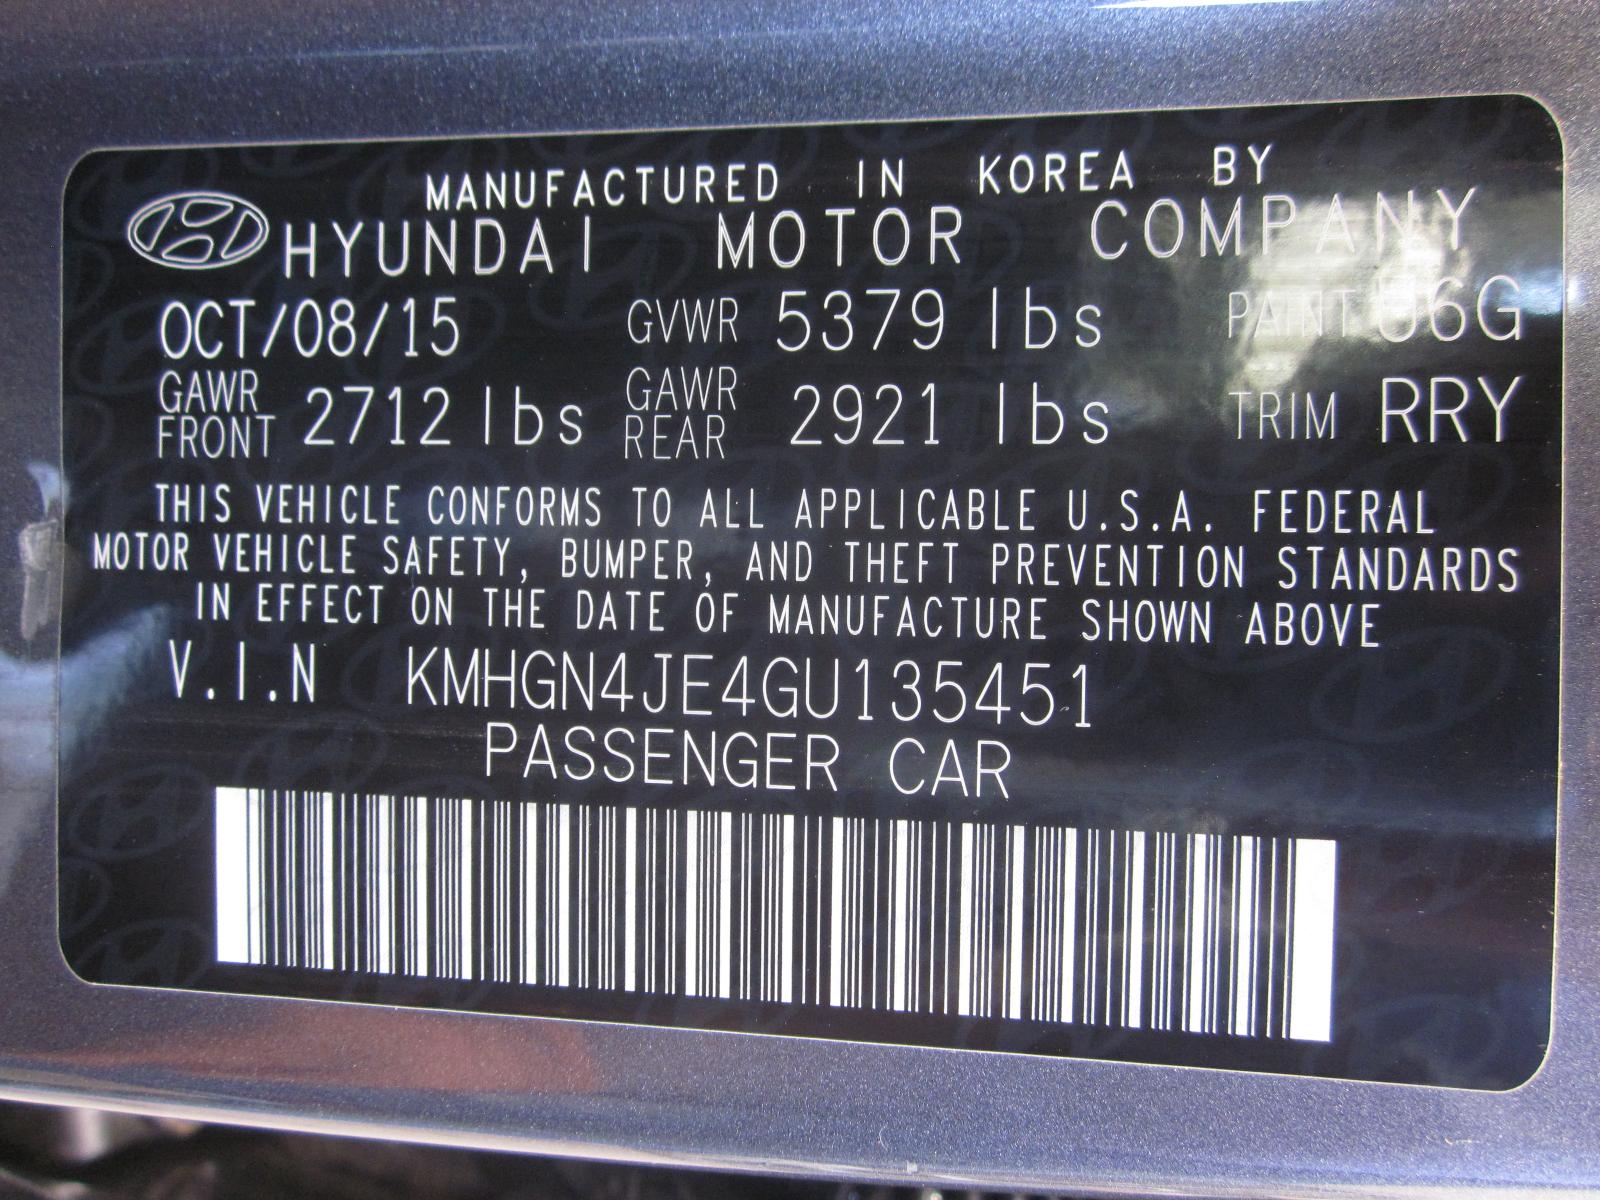 MANUFACTURED IN KOREA BY
HYUNDAI MOTOR COMPANY
OCT/08/15 GVWR 5379 lbs PAINT U6G
GAWR FRONT 2712 lbs GAWR REAR 2921 lbs TRIM RRY
THIS VEHICLE CONFORMS TO ALL APPLICABLE U.S.A. FEDERAL
MOTOR VEHICLE SAFETY, BUMPER, AND THEFT PREVENTION STANDARDS
IN EFFECT ON THE DATE OF MANUFACTURE SHOWN ABOVE
V.I.N KMHGN4JE4GU135451
PASSENGER CAR